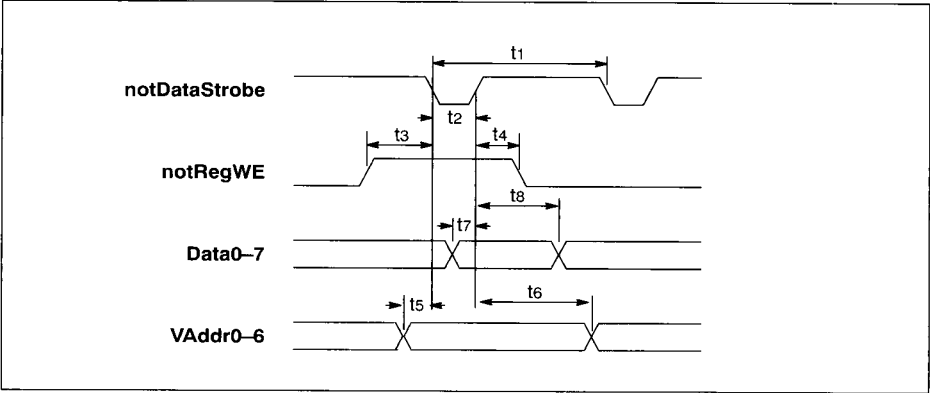 t1
notDataStrobe
t2
t3
t4
notRegWE
t8
t7
Data0–7
t5
t6
VAddr0–6